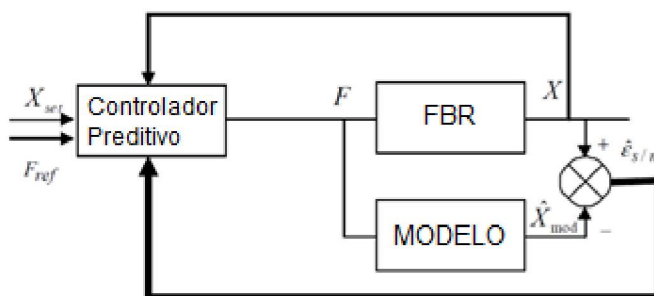 X_set
F_ref
Controlador
Preditivo
F
FBR
X
MODELO
X̂_mod
+
−